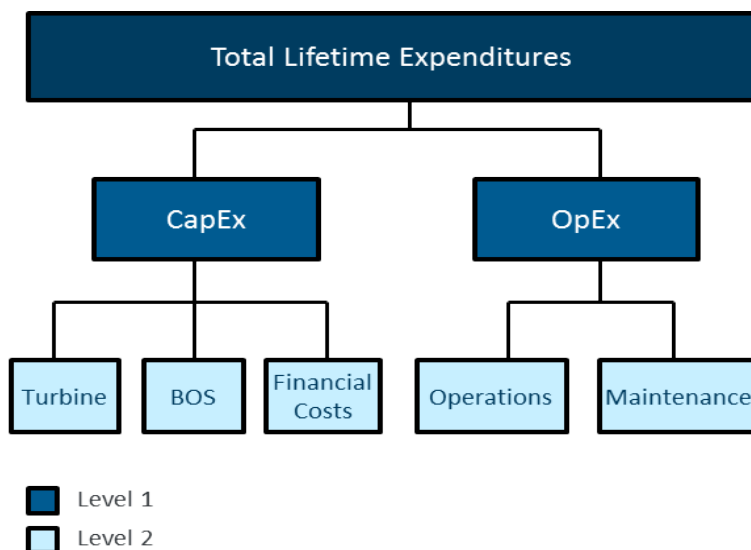 Total Lifetime Expenditures
CapEx
OpEx
Turbine
BOS
Financial
Costs
Operations
Maintenance
Level 1
Level 2